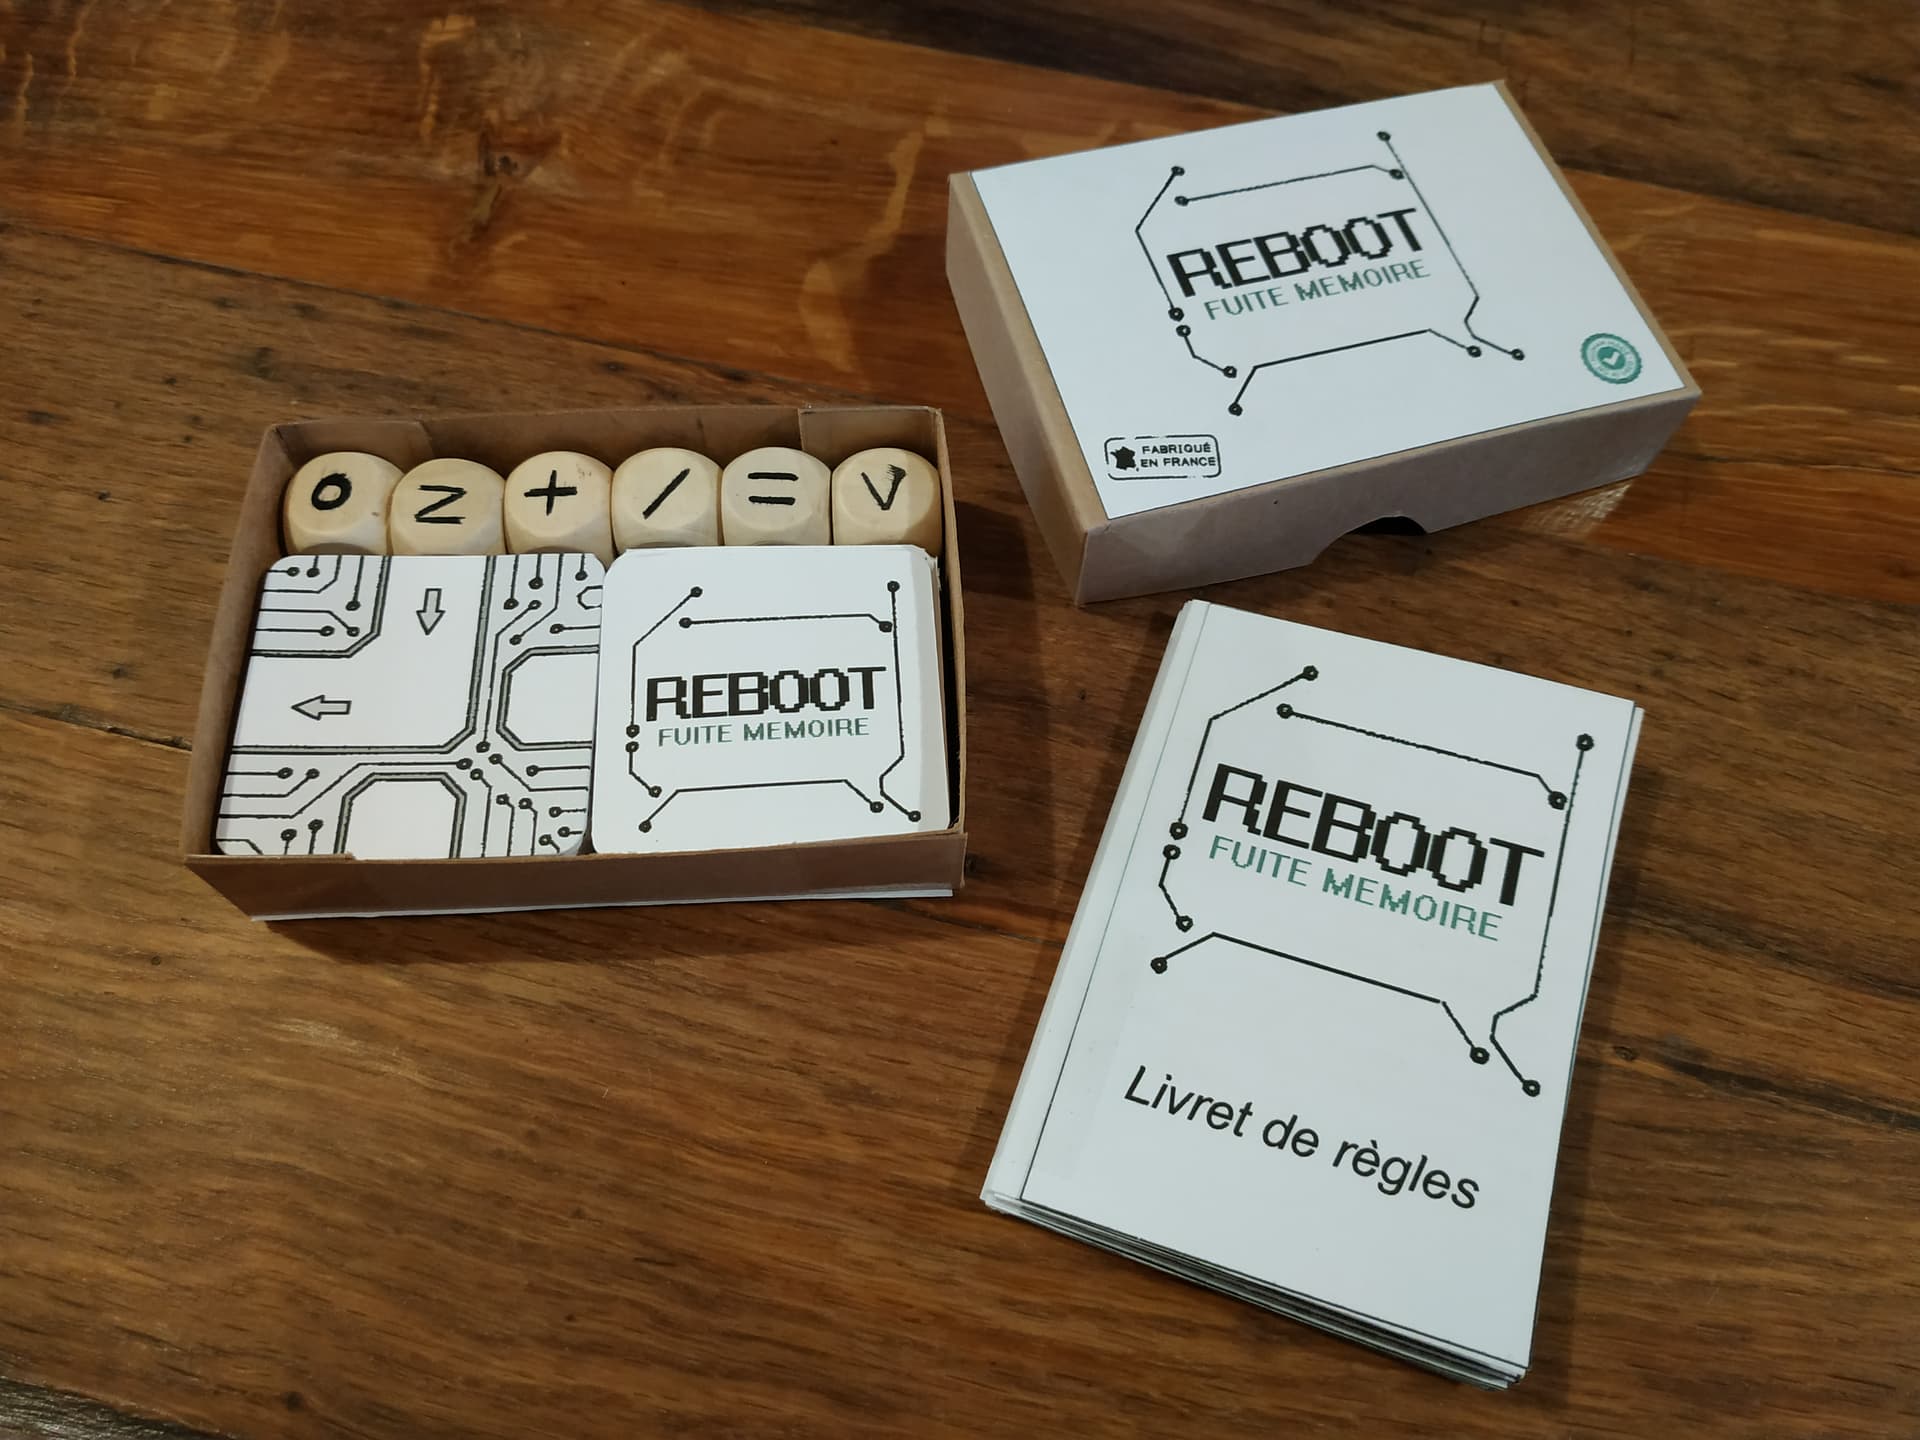 REBOOT
FUITE MEMOIRE
FABRIQUÉ
EN FRANCE
O Z + / = V
REBOOT
FUITE MEMOIRE
REBOOT
FUITE MEMOIRE
Livret de règles